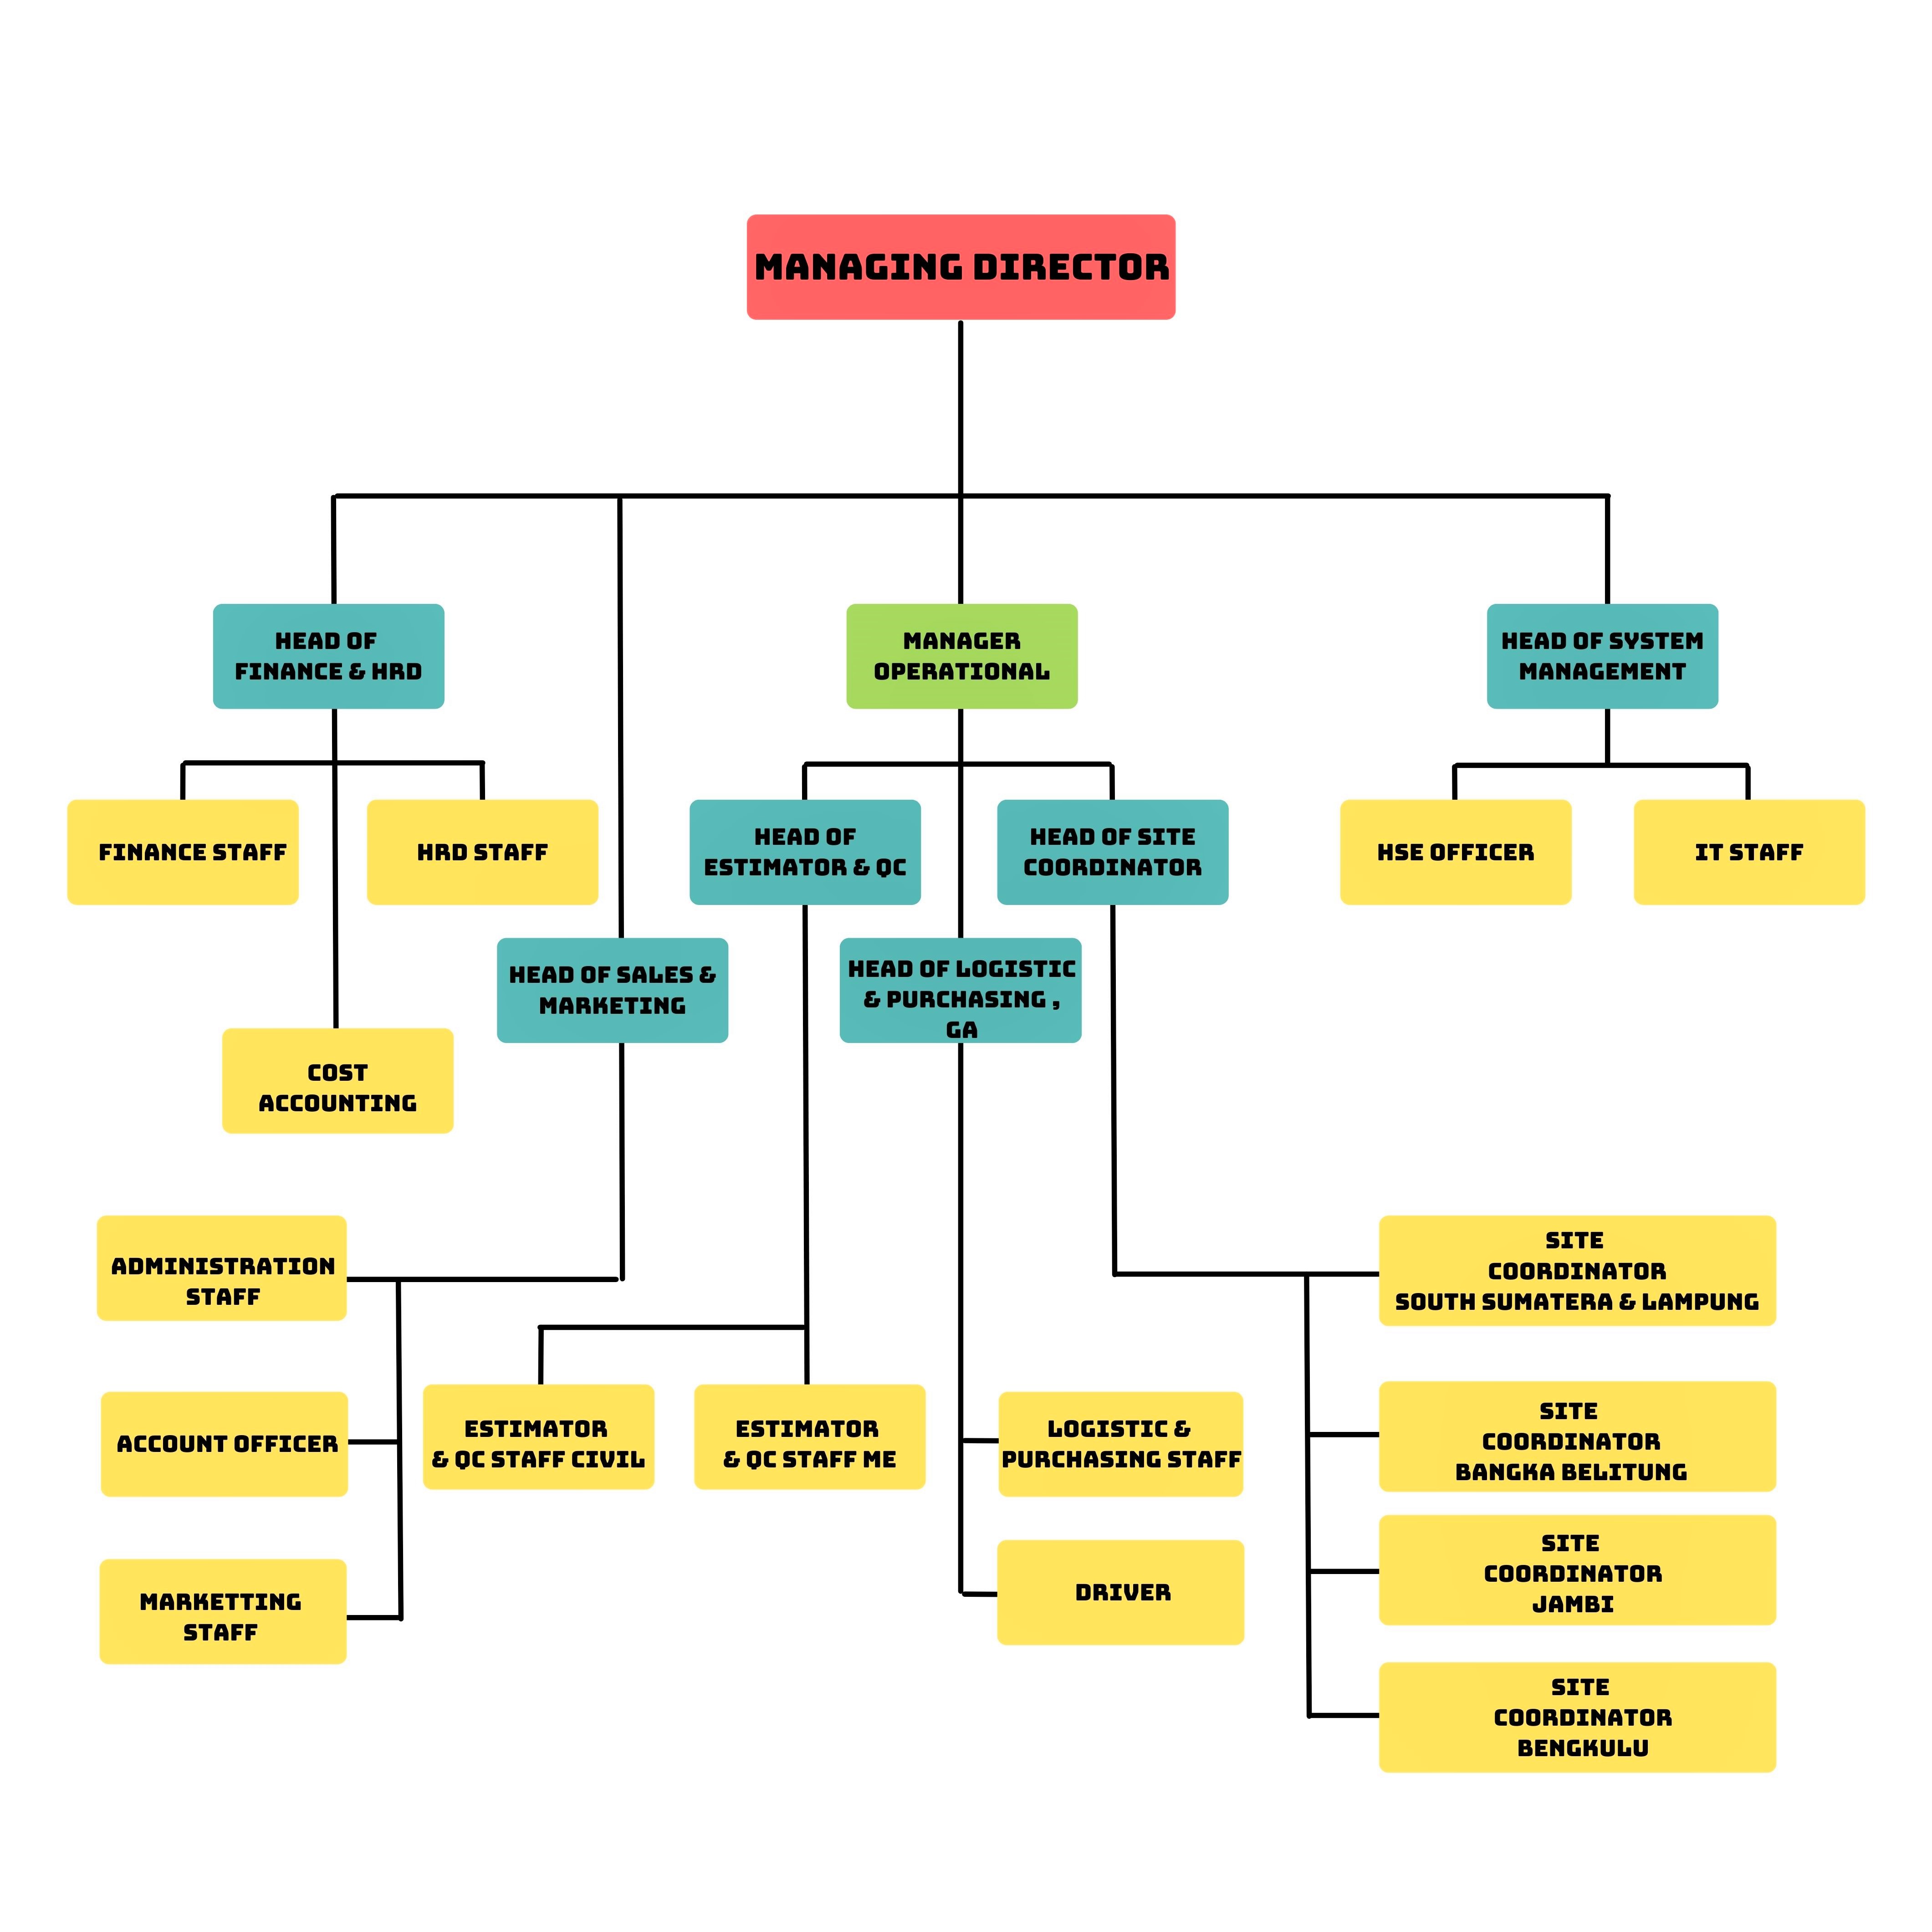 MANAGING DIRECTOR
HEAD OF
FINANCE & HRD
MANAGER
OPERATIONAL
HEAD OF SYSTEM
MANAGEMENT
FINANCE STAFF
HRD STAFF
HEAD OF
ESTIMATOR & QC
HEAD OF SITE
COORDINATOR
HSE OFFICER
IT STAFF
HEAD OF SALES &
MARKETING
HEAD OF LOGISTIC
& PURCHASING ,
GA
COST
ACCOUNTING
ADMINISTRATION
STAFF
SITE
COORDINATOR
SOUTH SUMATERA & LAMPUNG
ACCOUNT OFFICER
ESTIMATOR
& QC STAFF CIVIL
ESTIMATOR
& QC STAFF ME
LOGISTIC &
PURCHASING STAFF
SITE
COORDINATOR
BANGKA BELITUNG
MARKETTING
STAFF
DRIVER
SITE
COORDINATOR
JAMBI
SITE
COORDINATOR
BENGKULU